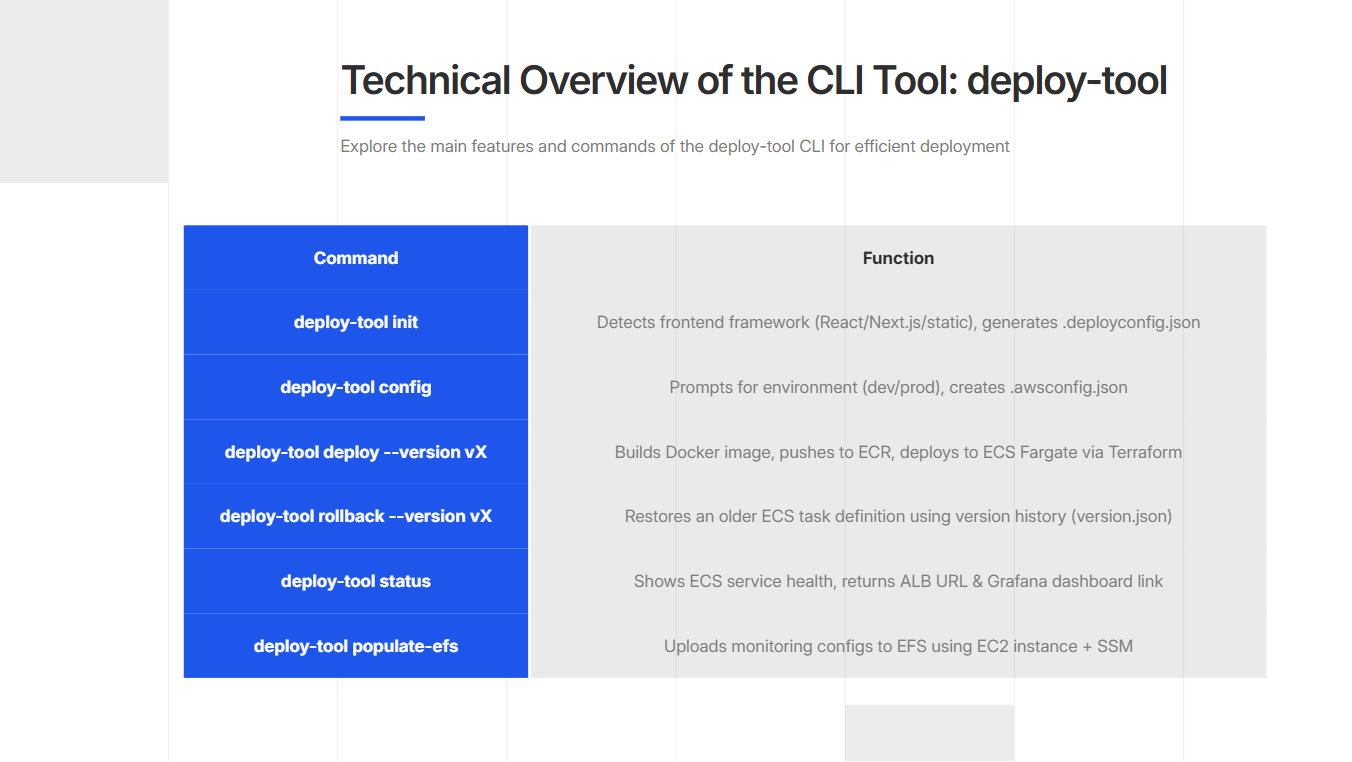 Technical Overview of the CLI Tool: deploy-tool
Explore the main features and commands of the deploy-tool CLI for efficient deployment
Command Function
deploy-tool init Detects frontend framework (React/Next.js/static), generates .deployconfig.json
deploy-tool config Prompts for environment (dev/prod), creates .awsconfig.json
deploy-tool deploy --version vX Builds Docker image, pushes to ECR, deploys to ECS Fargate via Terraform
deploy-tool rollback --version vX Restores an older ECS task definition using version history (version.json)
deploy-tool status Shows ECS service health, returns ALB URL & Grafana dashboard link
deploy-tool populate-efs Uploads monitoring configs to EFS using EC2 instance + SSM